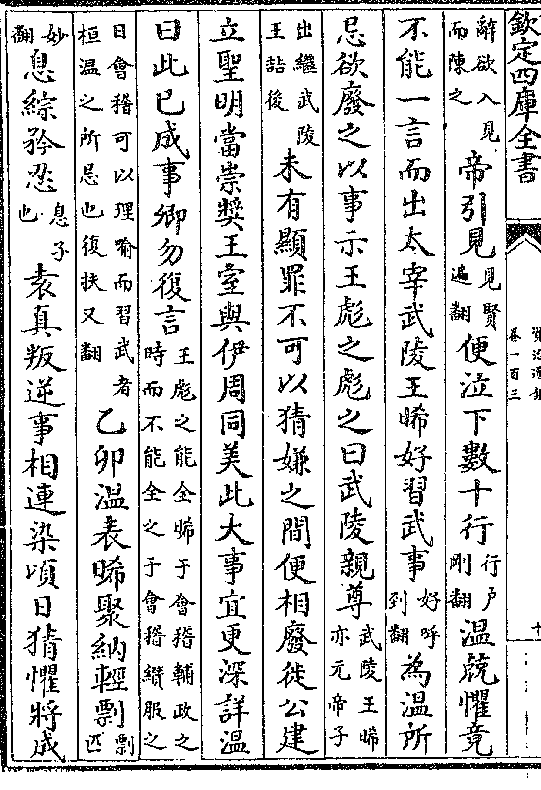 欽定四庫全書
資治通鑑
卷一百三
辭欲入見
而陳之
帝引見
見賢
遍翻
便泣下數十行
行戶
剛翻
溫兢懼竟
不能一言而出太宰武陵王晞好習武事
好呼
到翻
為溫所
忌欲廢之以事示王彪之彪之曰武陵親尊
武陵王晞
亦元帝子
出繼武陵
王喆後
未有顯罪不可以猜嫌之間便相廢徙公建
立聖明當崇獎王室與伊周同美此大事宜更深詳溫
曰此已成事卿勿復言
王彪之能全晞于會稽輔政之
時而不能全之于會稽纘服之
日會稽可以理喻而習武者
桓溫之所忌也復扶又翻
乙卯溫表晞聚納輕剽
剽匹
妙
翻
息綜矜忍
息子
也
袁真叛逆事相連染頃日猜懼將成